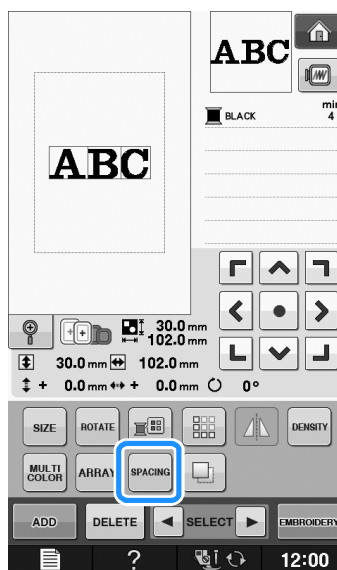 ABC
BLACK
min
4
ABC
30.0 mm
102.0 mm
30.0 mm 102.0 mm
+ 0.0 mm + 0.0 mm 0°
SIZE ROTATE DENSITY
MULTI COLOR ARRAY SPACING
ADD DELETE SELECT EMBROIDERY
? 12:00